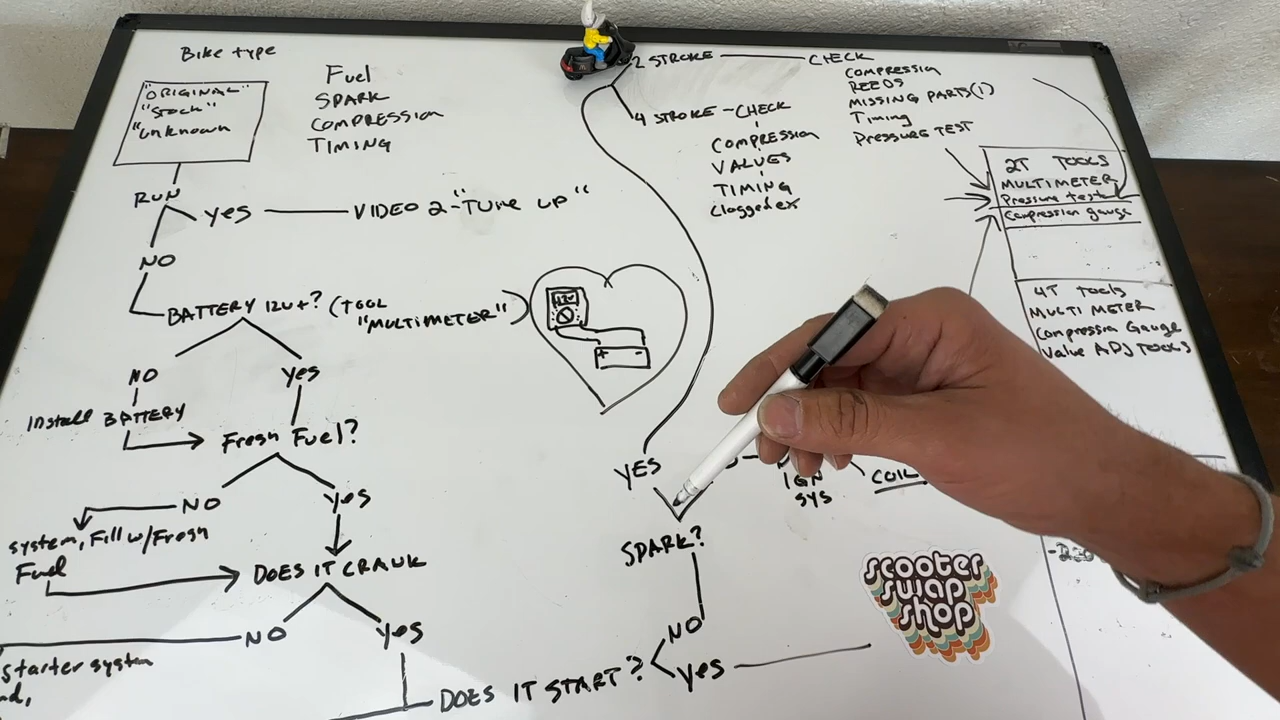 Bike type
"ORIGINAL"
"Stock"
"unknown
Fuel
SPARK
COMPRESSION
TIMING
RUN
yes
VIDEO 2-"TUNE UP"
NO
BATTERY 12V+? (TOOL
"MULTIMETER")
NO
yes
Install BATTERY
Fresh Fuel?
NO
yes
system, Fill w/Fresh
Fuel
DOES IT CRANK
NO
yes
starter system
DOES IT START?
NO
yes
12V
+ -
2 STROKE
CHECK
COMPRESSION
REEDS
MISSING PARTS(1)
Timing
PRESSURE TEST
4 STROKE - CHECK
COMPRESSION
VALVES
TIMING
Clogged ex
YES
SPARK?
IGN
SYS
COIL
2T TOOLS
MULTIMETER
Pressure test
Compression gauge
4T Tools
MULTI METER
Compression Gauge
Valve ADJ TOOLS
scooter
swap
shop